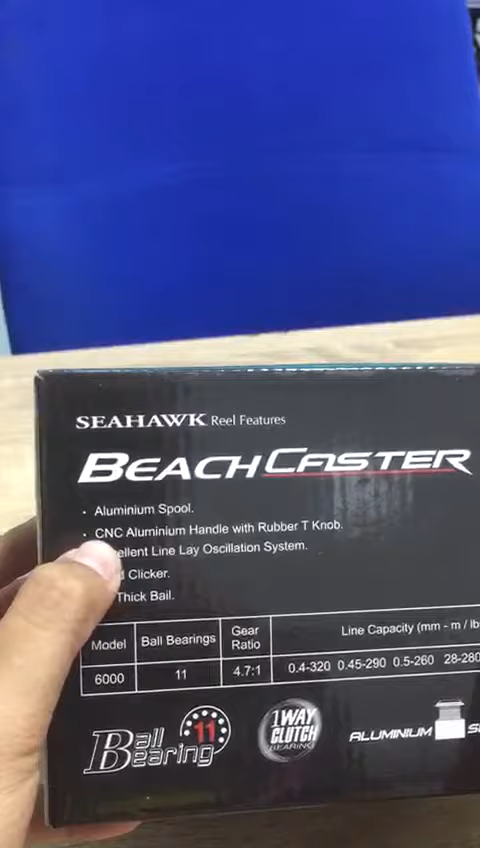 SEAHAWK Reel Features
BEACHCASTER
· Aluminium Spool.
· CNC Aluminium Handle with Rubber T Knob.
ellent Line Lay Oscillation System.
Clicker.
Thick Bail.
Model Ball Bearings Gear Ratio Line Capacity (mm - m / lb
6000 11 4.7:1 0.4-320 0.45-290 0.5-260 28-280
Ball Bearing 11
1WAY CLUTCH BEARING
ALUMINIUM